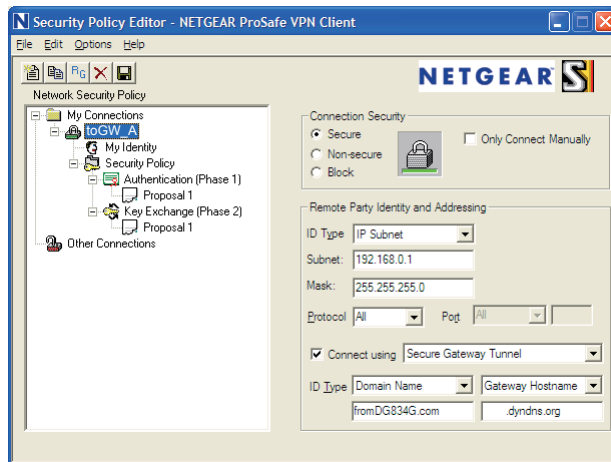 N Security Policy Editor - NETGEAR ProSafe VPN Client
File Edit Options Help
RG
NETGEAR S
Network Security Policy
My Connections
toGW_A
My Identity
Security Policy
Authentication (Phase 1)
Proposal 1
Key Exchange (Phase 2)
Proposal 1
Other Connections
Connection Security
Secure
Non-secure
Block
Only Connect Manually
Remote Party Identity and Addressing
ID Type IP Subnet
Subnet: 192.168.0.1
Mask: 255.255.255.0
Protocol All Port All
Connect using Secure Gateway Tunnel
ID Type Domain Name Gateway Hostname
fromDG834G.com .dyndns.org